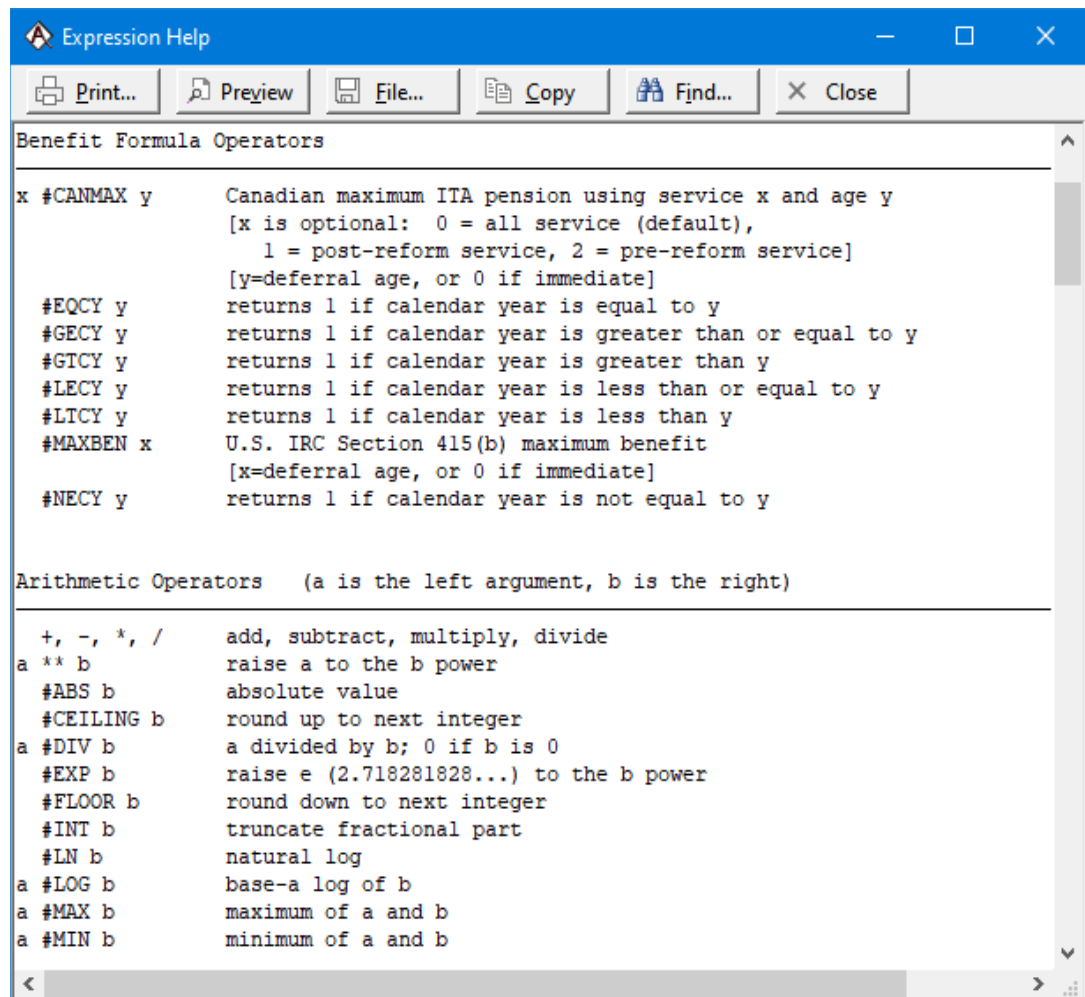 Expression Help
Print... Preview File... Copy Find... Close
Benefit Formula Operators
x #CANMAX y Canadian maximum ITA pension using service x and age y
[x is optional: 0 = all service (default),
1 = post-reform service, 2 = pre-reform service]
[y=deferral age, or 0 if immediate]
#EQCY y returns 1 if calendar year is equal to y
#GECY y returns 1 if calendar year is greater than or equal to y
#GTCY y returns 1 if calendar year is greater than y
#LECY y returns 1 if calendar year is less than or equal to y
#LTCY y returns 1 if calendar year is less than y
#MAXBEN x U.S. IRC Section 415(b) maximum benefit
[x=deferral age, or 0 if immediate]
#NECY y returns 1 if calendar year is not equal to y
Arithmetic Operators (a is the left argument, b is the right)
+, -, *, / add, subtract, multiply, divide
a ** b raise a to the b power
#ABS b absolute value
#CEILING b round up to next integer
a #DIV b a divided by b; 0 if b is 0
#EXP b raise e (2.718281828...) to the b power
#FLOOR b round down to next integer
#INT b truncate fractional part
#LN b natural log
a #LOG b base-a log of b
a #MAX b maximum of a and b
a #MIN b minimum of a and b